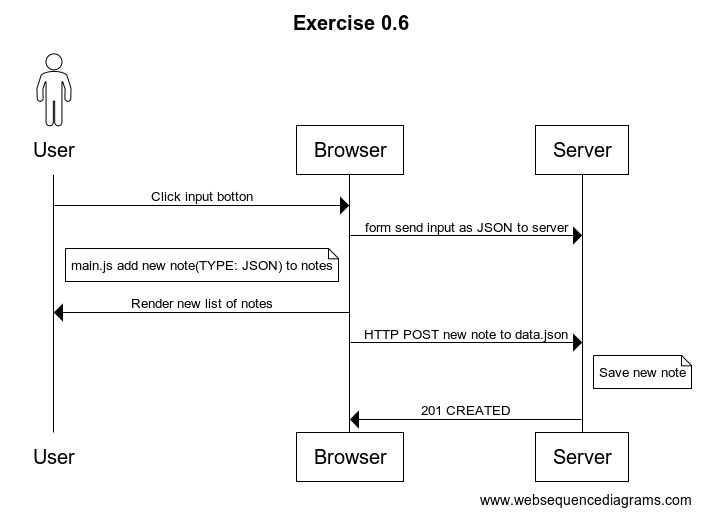 Exercise 0.6
User
Browser
Server
Click input botton
form send input as JSON to server
main.js add new note(TYPE: JSON) to notes
Render new list of notes
HTTP POST new note to data.json
Save new note
201 CREATED
User
Browser
Server
www.websequencediagrams.com